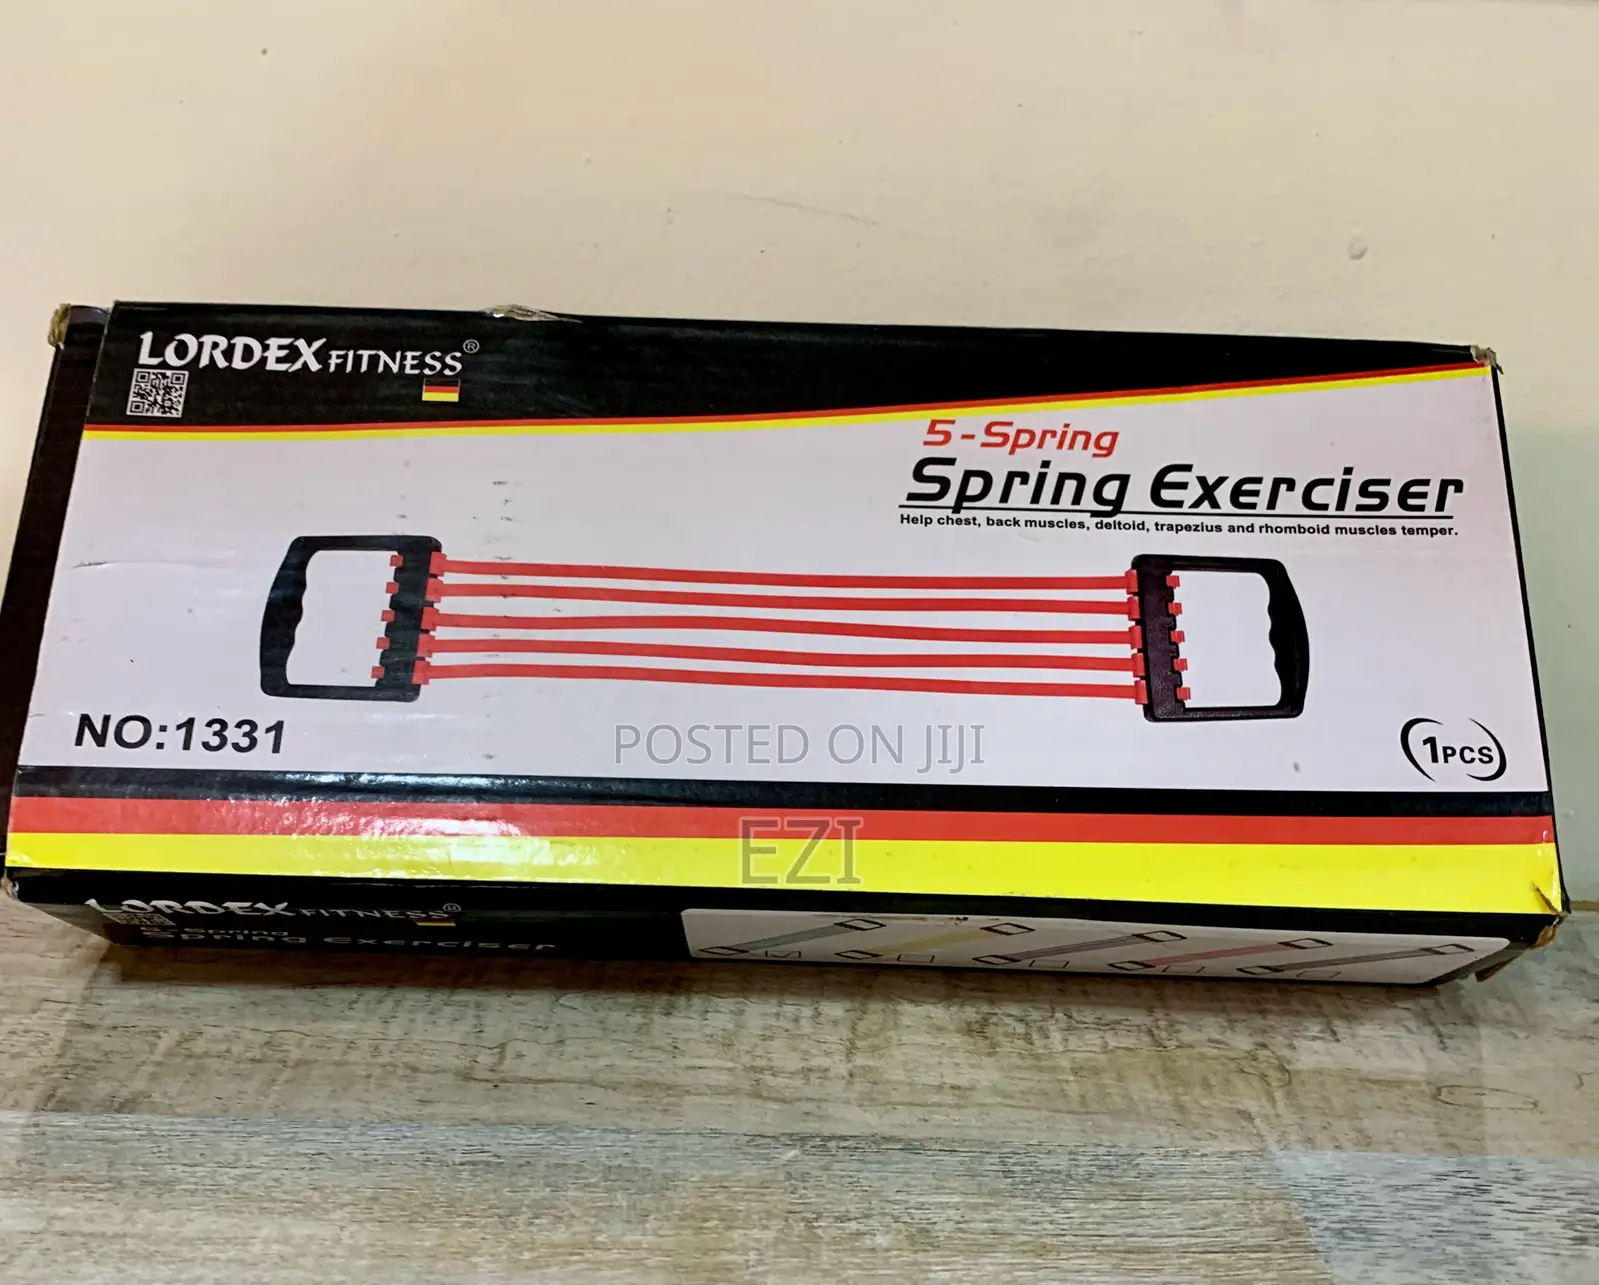 LORDEX FITNESS®
5-Spring
Spring Exerciser
Help chest, back muscles, deltoid, trapezius and rhomboid muscles temper.
NO:1331
1PCS
POSTED ON JIJI
EZI
LORDEX FITNESS®
5-Spring
Spring Exerciser